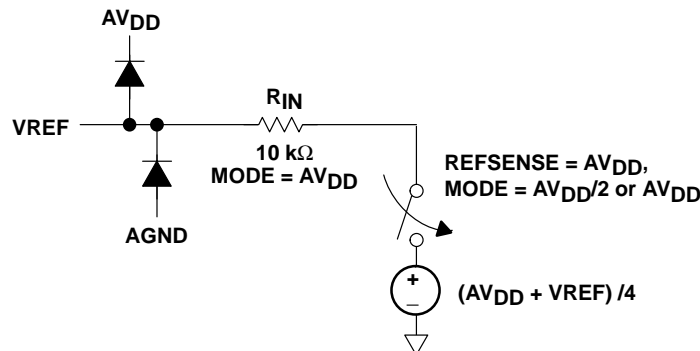 AVDD
VREF
RIN
10 kΩ
MODE = AVDD
AGND
REFSENSE = AVDD,
MODE = AVDD/2 or AVDD
+
−
(AVDD + VREF) /4